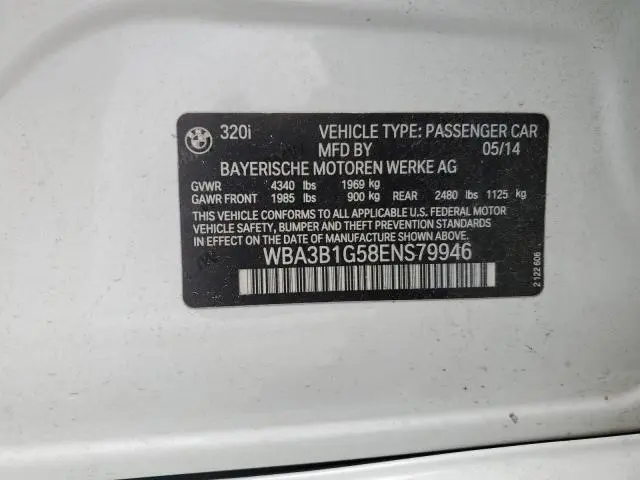 BMW
320i VEHICLE TYPE: PASSENGER CAR
MFD BY 05/14
BAYERISCHE MOTOREN WERKE AG
GVWR 4340 lbs 1969 kg
GAWR FRONT 1985 lbs 900 kg REAR 2480 lbs 1125 kg
THIS VEHICLE CONFORMS TO ALL APPLICABLE U.S. FEDERAL MOTOR
VEHICLE SAFETY, BUMPER AND THEFT PREVENTION STANDARDS
IN EFFECT ON THE DATE OF MANUFACTURE SHOWN ABOVE.
WBA3B1G58ENS79946
2 122 606